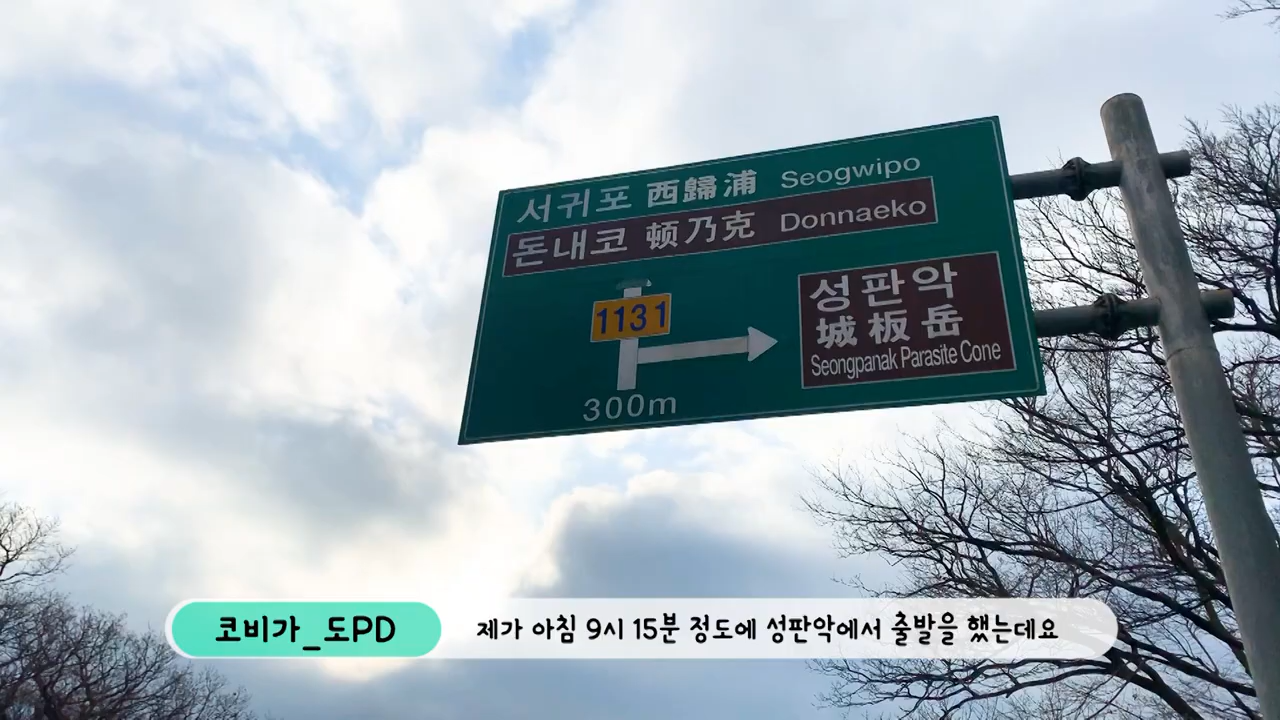 서귀포 西歸浦 Seogwipo
돈내코 頓乃克 Donnaeko
1131
300m
성판악
城板岳
Seongpanak Parasite Cone
코비가_도PD
제가 아침 9시 15분 정도에 성판악에서 출발을 했는데요